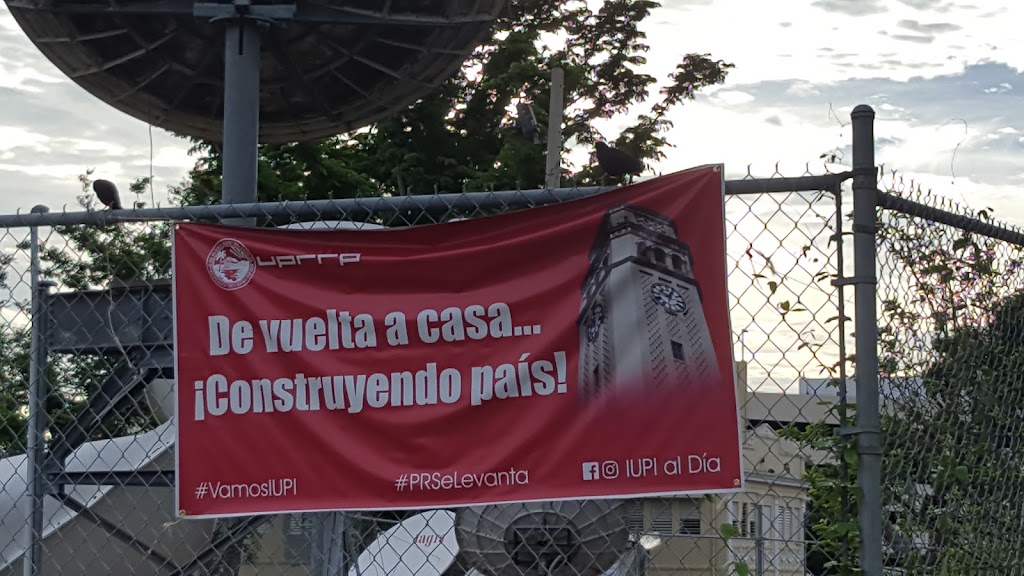 uprrp
De vuelta a casa...
¡Construyendo país!
#VamosIUPI
#PRSeLevanta
IUPI al Día